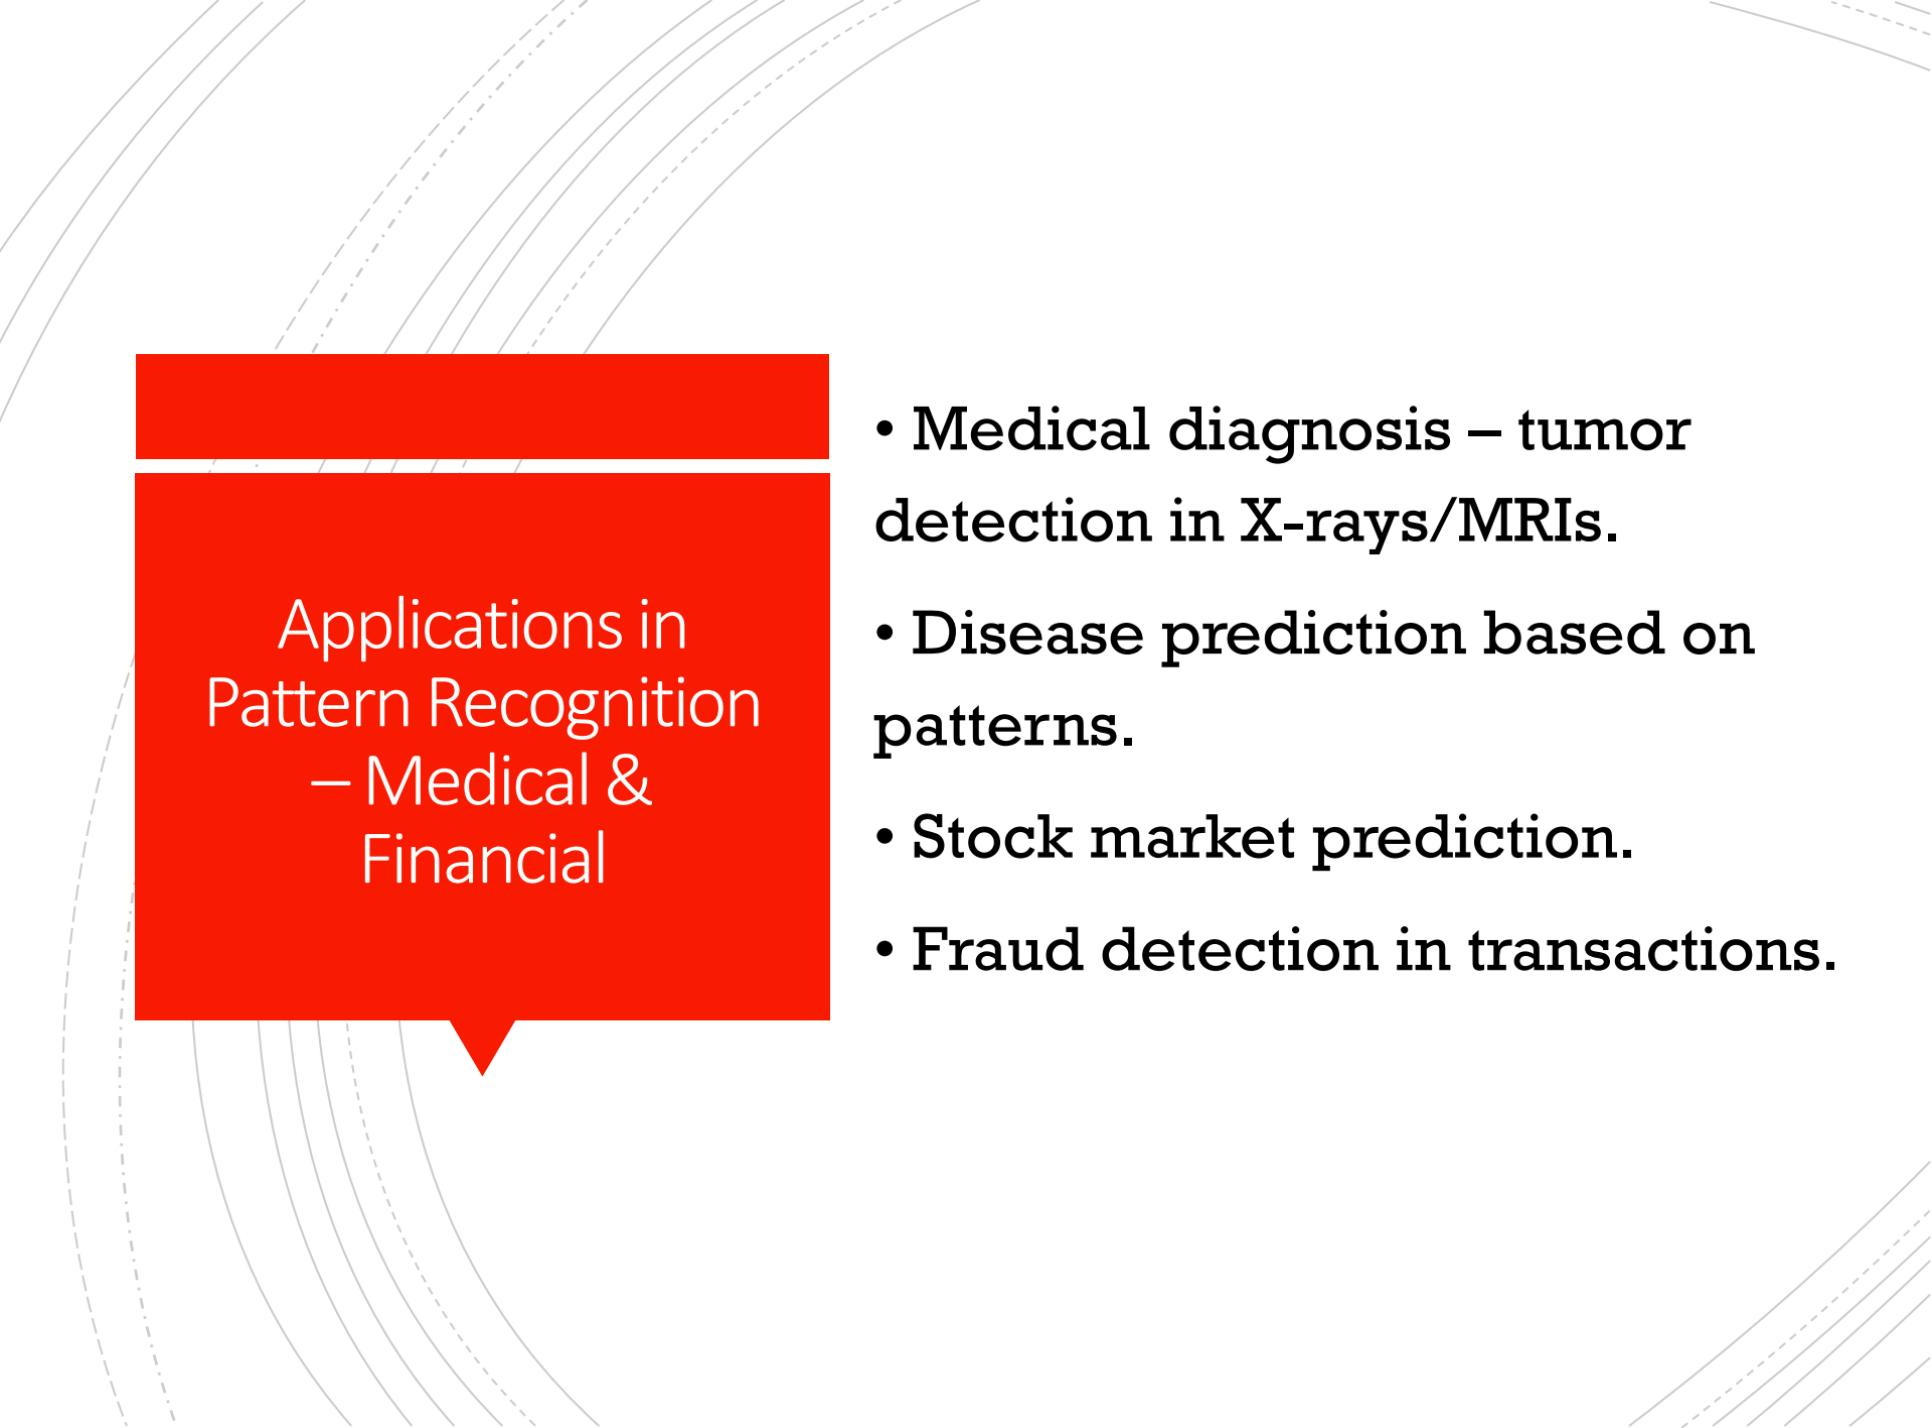 Applications in
Pattern Recognition
– Medical &
Financial
• Medical diagnosis – tumor
detection in X-rays/MRIs.
• Disease prediction based on
patterns.
• Stock market prediction.
• Fraud detection in transactions.